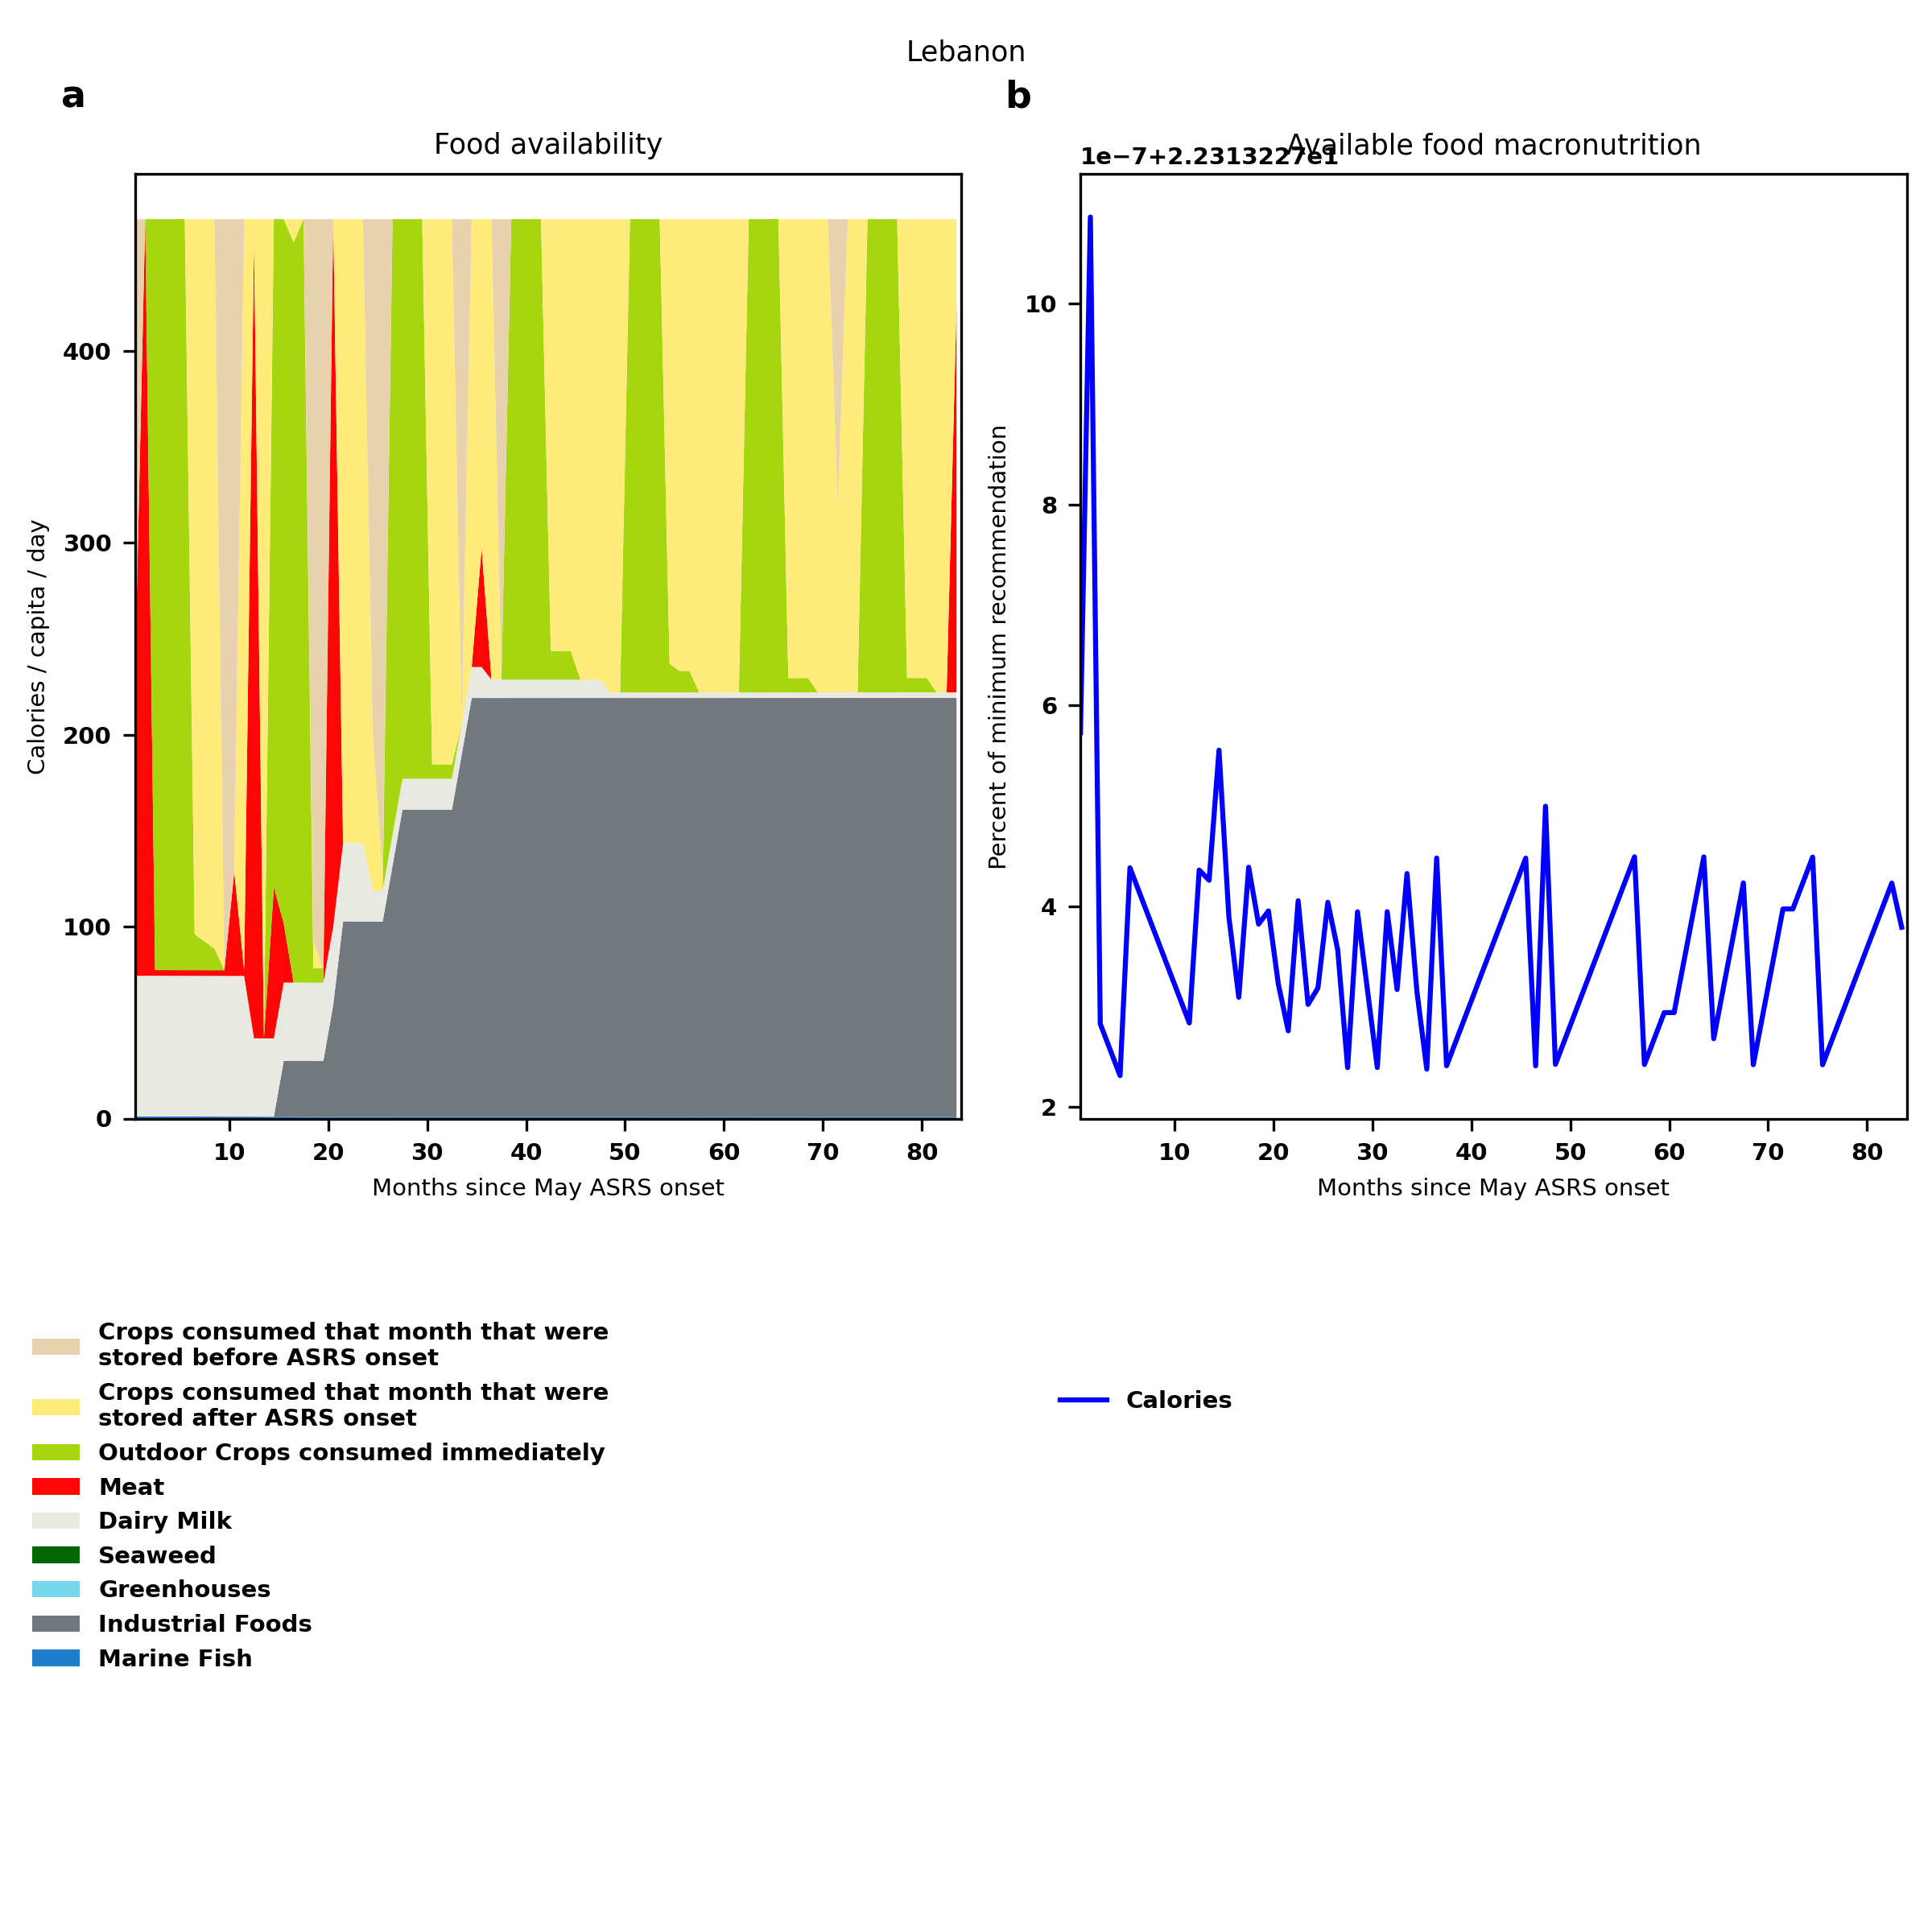 Lebanon
a
Food availability
Calories / capita / day
400
300
200
100
0
10 20 30 40 50 60 70 80
Months since May ASRS onset
b
Available food macronutrition
1e−7+2.2313227e1
Percent of minimum recommendation
10
8
6
4
2
10 20 30 40 50 60 70 80
Months since May ASRS onset
Crops consumed that month that were
stored before ASRS onset
Crops consumed that month that were
stored after ASRS onset
Outdoor Crops consumed immediately
Meat
Dairy Milk
Seaweed
Greenhouses
Industrial Foods
Marine Fish
Calories